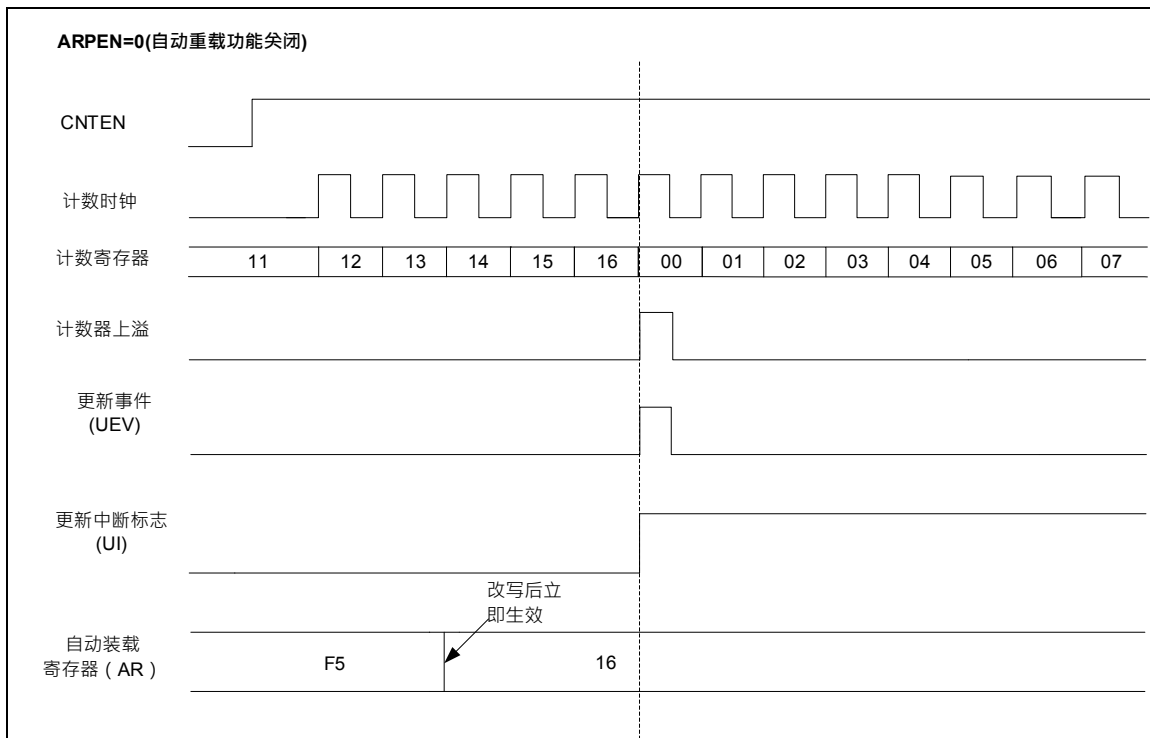 ARPEN=0(自动重载功能关闭)
CNTEN
计数时钟
计数寄存器
11 12 13 14 15 16 00 01 02 03 04 05 06 07
计数器上溢
更新事件
(UEV)
更新中断标志
(UI)
改写后立
即生效
自动装载
寄存器（AR）
F5 16